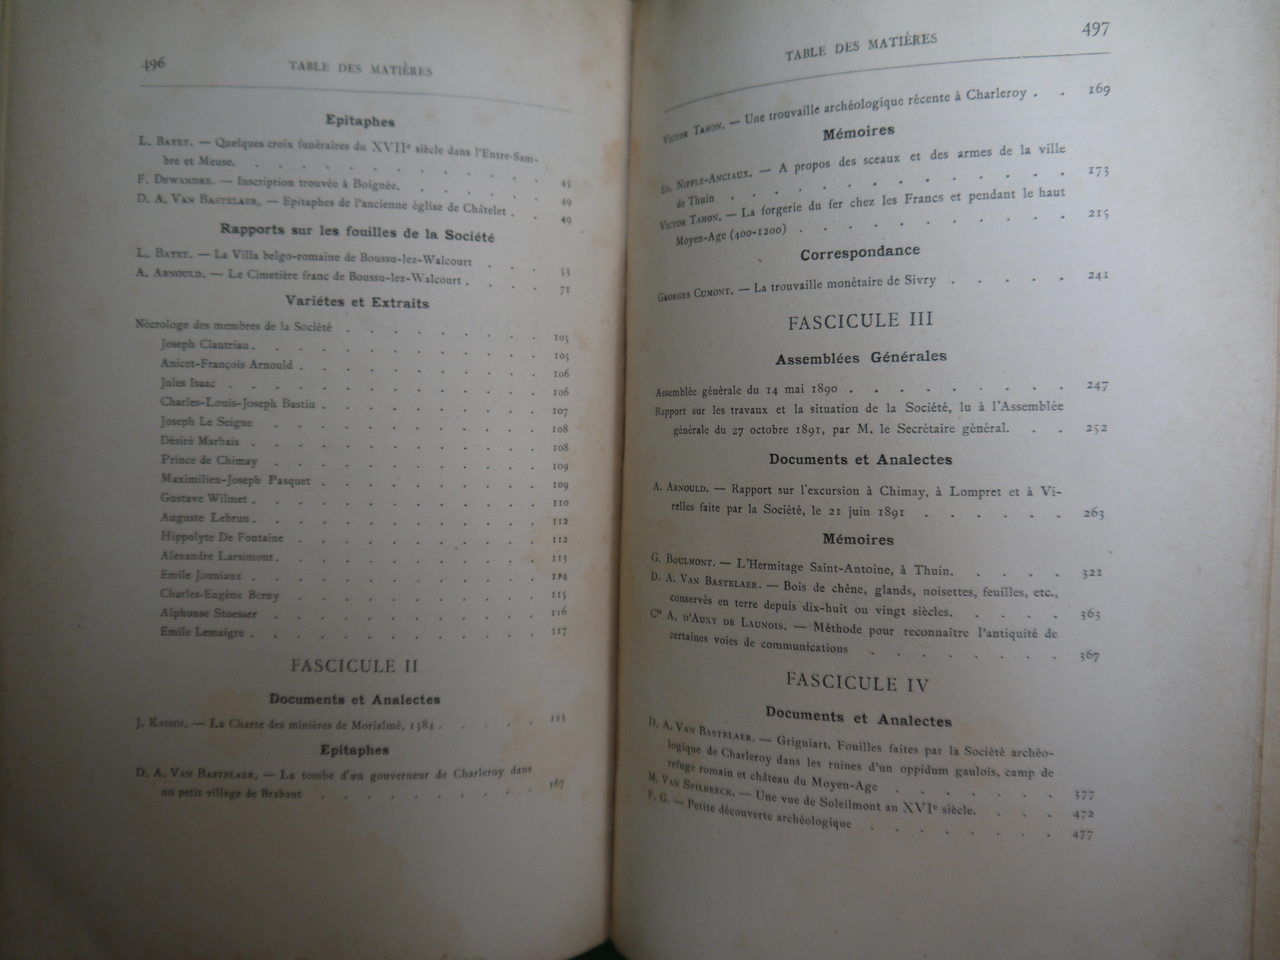 496
TABLE DES MATIÈRES
Epitaphes
L. Bayet. — Quelques croix funéraires du XVIIe siècle dans l'Entre-Sam-
bre et Meuse. . . . . . . . . . 45
F. Dewandre. — Inscription trouvée à Boignée. . . . . . 49
D. A. Van Bastelaer. — Epitaphes de l'ancienne église de Châtelet . . 49
Rapports sur les fouilles de la Société
L. Bayet. — La Villa belgo-romaine de Boussu-lez-Walcourt . . . 53
A. Arnould. — Le Cimetière franc de Boussu-lez-Walcourt . . . . 71
Variétes et Extraits
Nécrologe des membres de la Société . . . . . . . . 105
Joseph Clautriau . . . . . . . . . . . 105
Anicet-François Arnould . . . . . . . . . 106
Jules Isaac . . . . . . . . . . . . 106
Charles-Louis-Joseph Bastin . . . . . . . . 107
Joseph Le Seigne . . . . . . . . . . 108
Désiré Marbais . . . . . . . . . . . 108
Prince de Chimay . . . . . . . . . . 109
Maximilien-Joseph Pasquet . . . . . . . . 109
Gustave Wilmet . . . . . . . . . . . 110
Auguste Lebrun . . . . . . . . . . . 112
Hippolyte De Fontaine . . . . . . . . . 112
Alexandre Larsimont . . . . . . . . . . 113
Emile Jouniaux . . . . . . . . . . . 114
Charles-Eugène Berny . . . . . . . . . 115
Alphonse Stoesser . . . . . . . . . . 116
Emile Lemaigre . . . . . . . . . . . 117
FASCICULE II
Documents et Analectes
J. Kaisin. — La Charte des minières de Morialmé, 1384 . . . . . 123
Epitaphes
D. A. Van Bastelaer. — La tombe d'un gouverneur de Charleroy dans
un petit village de Brabant . . . . . . . . 167
497
TABLE DES MATIÈRES
Victor Tahon. — Une trouvaille archéologique récente à Charleroy . . 169
Mémoires
Ed. Niffle-Anciaux. — A propos des sceaux et des armes de la ville
de Thuin . . . . . . . . . . . 173
Victor Tahon. — La forgerie du fer chez les Francs et pendant le haut
Moyen-Age (400-1200) . . . . . . . . . 215
Correspondance
Georges Cumont. — La trouvaille monétaire de Sivry . . . . . 241
FASCICULE III
Assemblées Générales
Assemblée générale du 14 mai 1890 . . . . . . . . . 247
Rapport sur les travaux et la situation de la Société, lu à l'Assemblée
générale du 27 octobre 1891, par M. le Secrétaire général. . . 252
Documents et Analectes
A. Arnould. — Rapport sur l'excursion à Chimay, à Lompret et à Vi-
relles faite par la Société, le 21 juin 1891 . . . . . . 263
Mémoires
G. Boulmont. — L'Hermitage Saint-Antoine, à Thuin. . . . . 321
D. A. Van Bastelaer. — Bois de chêne, glands, noisettes, feuilles, etc.,
conservés en terre depuis dix-huit ou vingt siècles. . . . . 363
Cte A. d'Auxy de Launois. — Méthode pour reconnaître l'antiquité de
certaines voies de communications . . . . . . . . 367
FASCICULE IV
Documents et Analectes
D. A. Van Bastelaer. — Grigniart. Fouilles faites par la Société archéo-
logique de Charleroy dans les ruines d'un oppidum gaulois, camp de
refuge romain et château du Moyen-Age . . . . . . 377
M. Van Spilbeeck. — Une vue de Soleilmont au XVIe siècle. . . . 472
F. G. — Petite découverte archéologique . . . . . . . 477